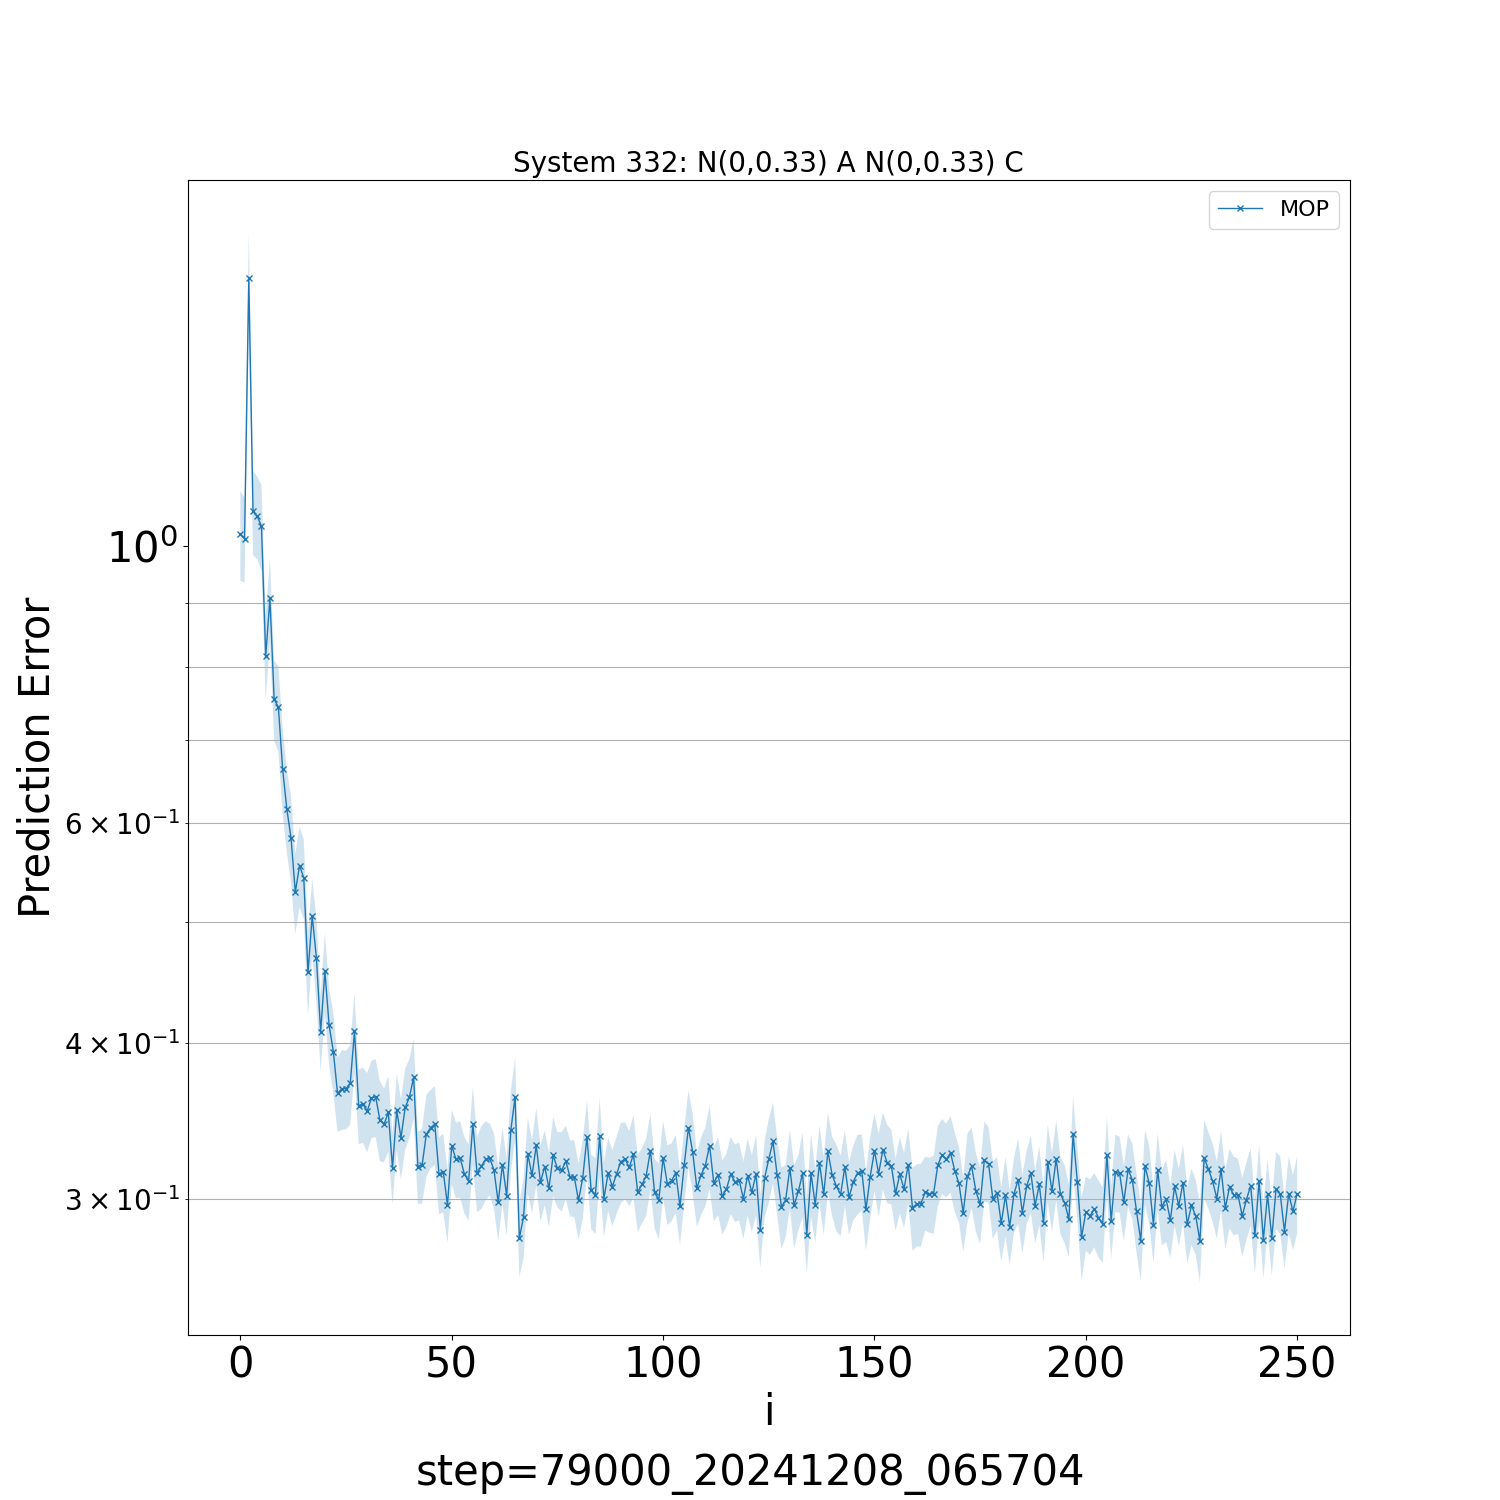 System 332: N(0,0.33) A N(0,0.33) C
MOP
Prediction Error
10⁰
6 × 10⁻¹
4 × 10⁻¹
3 × 10⁻¹
0 50 100 150 200 250
i
step=79000_20241208_065704